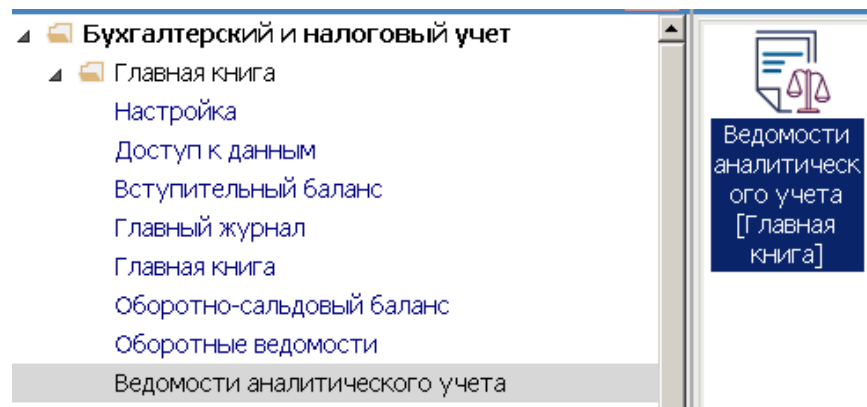 Бухгалтерский и налоговый учет
Главная книга
Настройка
Доступ к данным
Вступительный баланс
Главный журнал
Главная книга
Оборотно-сальдовый баланс
Оборотные ведомости
Ведомости аналитического учета
Ведомости
аналитическ
ого учета
[Главная
книга]